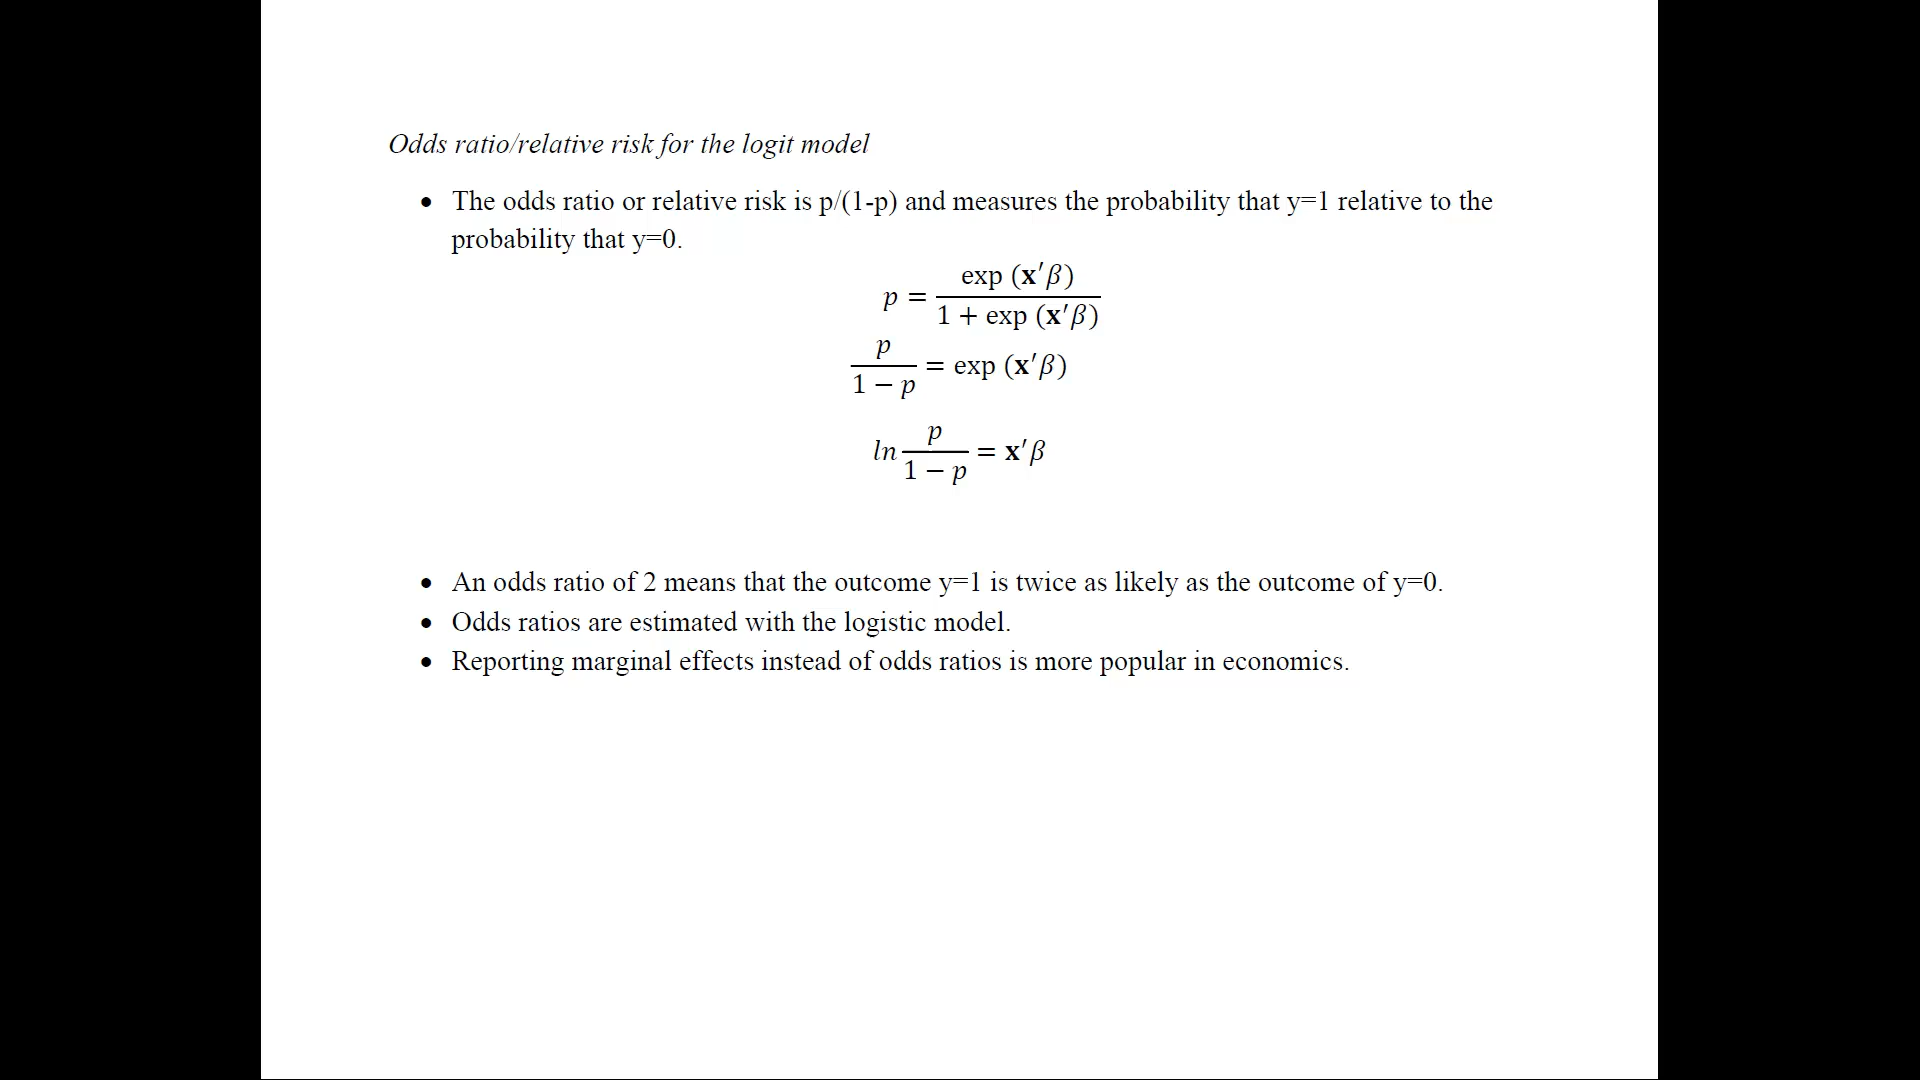 Odds ratio/relative risk for the logit model
• The odds ratio or relative risk is p/(1-p) and measures the probability that y=1 relative to the
probability that y=0.
p = exp (x′β) / 1 + exp (x′β)
p / 1 − p = exp (x′β)
ln p / 1 − p = x′β
• An odds ratio of 2 means that the outcome y=1 is twice as likely as the outcome of y=0.
• Odds ratios are estimated with the logistic model.
• Reporting marginal effects instead of odds ratios is more popular in economics.